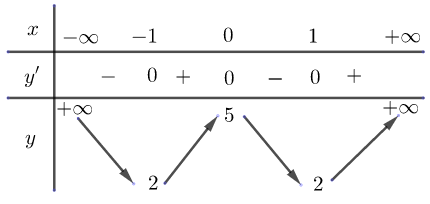 x −∞ −1 0 1 +∞
y′ − 0 + 0 − 0 +
+∞ 5 +∞
y
2 2